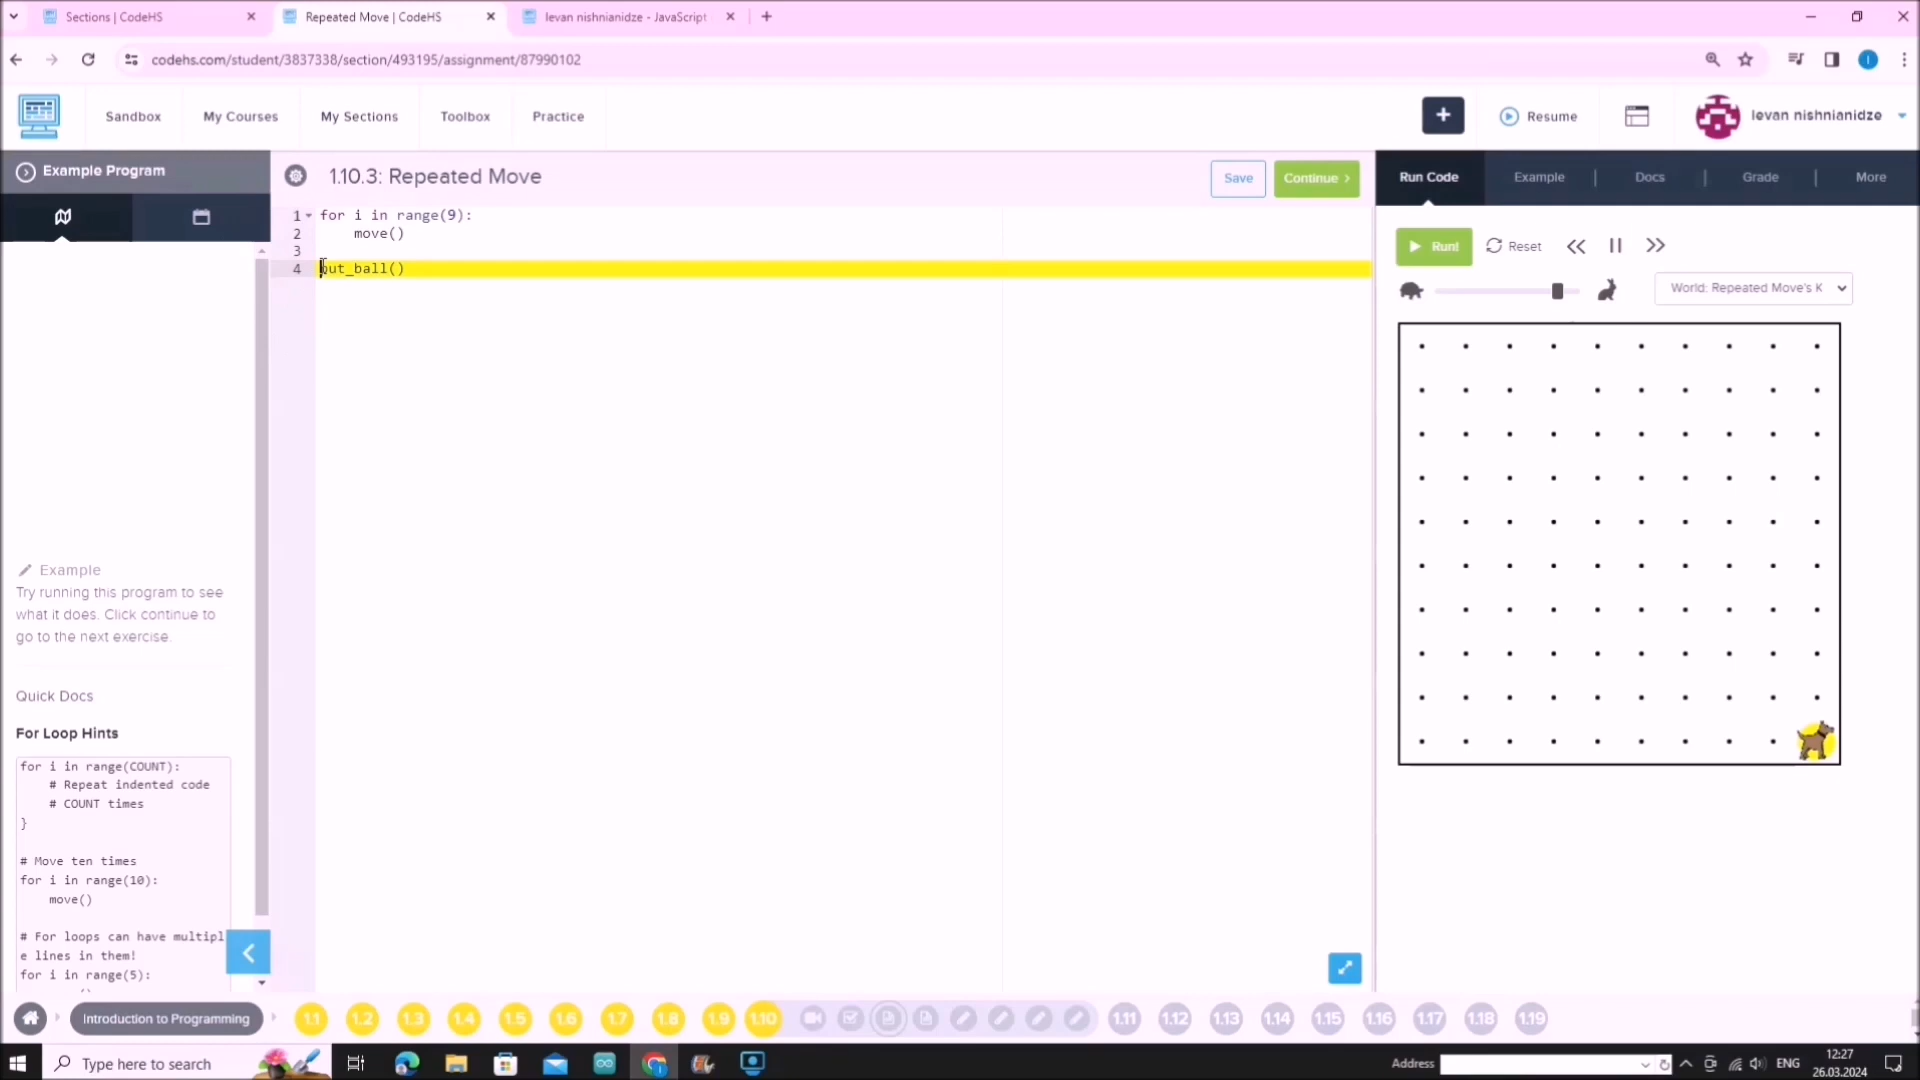 Sections | CodeHS
Repeated Move | CodeHS
levan nishnianidze - JavaScript
codehs.com/student/3837338/section/493195/assignment/87990102
Sandbox
My Courses
My Sections
Toolbox
Practice
Resume
levan nishnianidze
Example Program
1.10.3: Repeated Move
Save
Continue
Run Code
Example
Docs
Grade
More
1 for i in range(9):
2 move()
3
4 put_ball()
Run!
Reset
World: Repeated Move's K
Example
Try running this program to see
what it does. Click continue to
go to the next exercise.
Quick Docs
For Loop Hints
for i in range(COUNT):
# Repeat indented code
# COUNT times
}
# Move ten times
for i in range(10):
move()
# For loops can have multipl
e lines in them!
for i in range(5):
Introduction to Programming
1.1 1.2 1.3 1.4 1.5 1.6 1.7 1.8 1.9 1.10 1.11 1.12 1.13 1.14 1.15 1.16 1.17 1.18 1.19
Type here to search
Address
ENG
12:27
26.03.2024